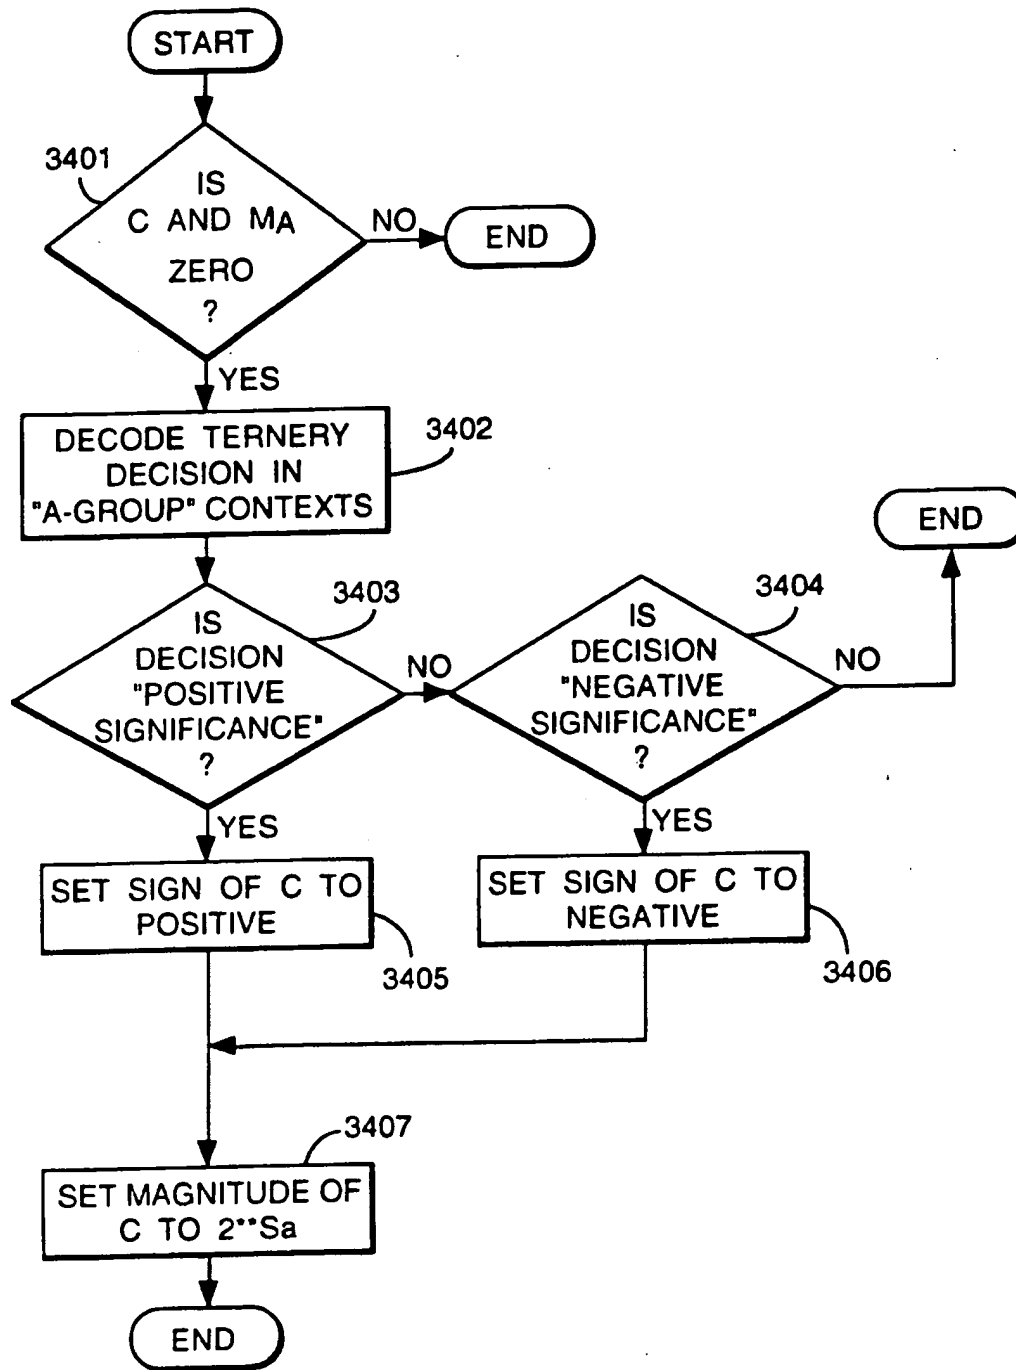 START
3401
IS
C AND MA
ZERO
?
NO
END
YES
DECODE TERNERY
DECISION IN
"A-GROUP" CONTEXTS
3402
END
3403
IS
DECISION
"POSITIVE
SIGNIFICANCE"
?
NO
3404
IS
DECISION
"NEGATIVE
SIGNIFICANCE"
?
NO
YES
YES
SET SIGN OF C TO
POSITIVE
3405
SET SIGN OF C TO
NEGATIVE
3406
3407
SET MAGNITUDE OF
C TO 2**Sa
END